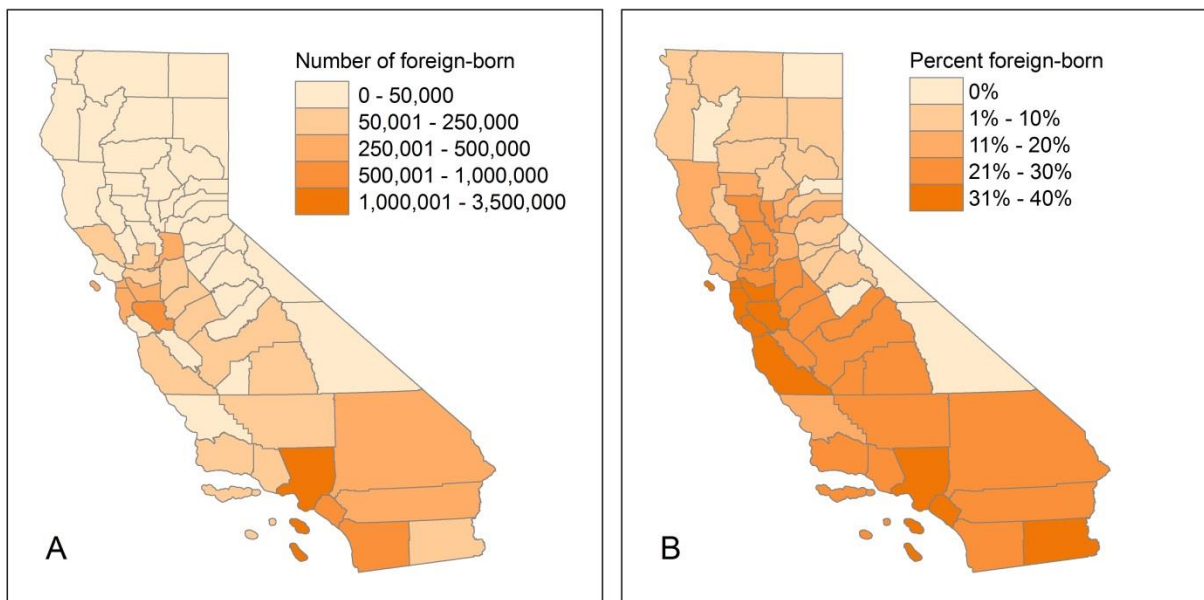 Number of foreign-born
0 - 50,000
50,001 - 250,000
250,001 - 500,000
500,001 - 1,000,000
1,000,001 - 3,500,000
A
Percent foreign-born
0%
1% - 10%
11% - 20%
21% - 30%
31% - 40%
B